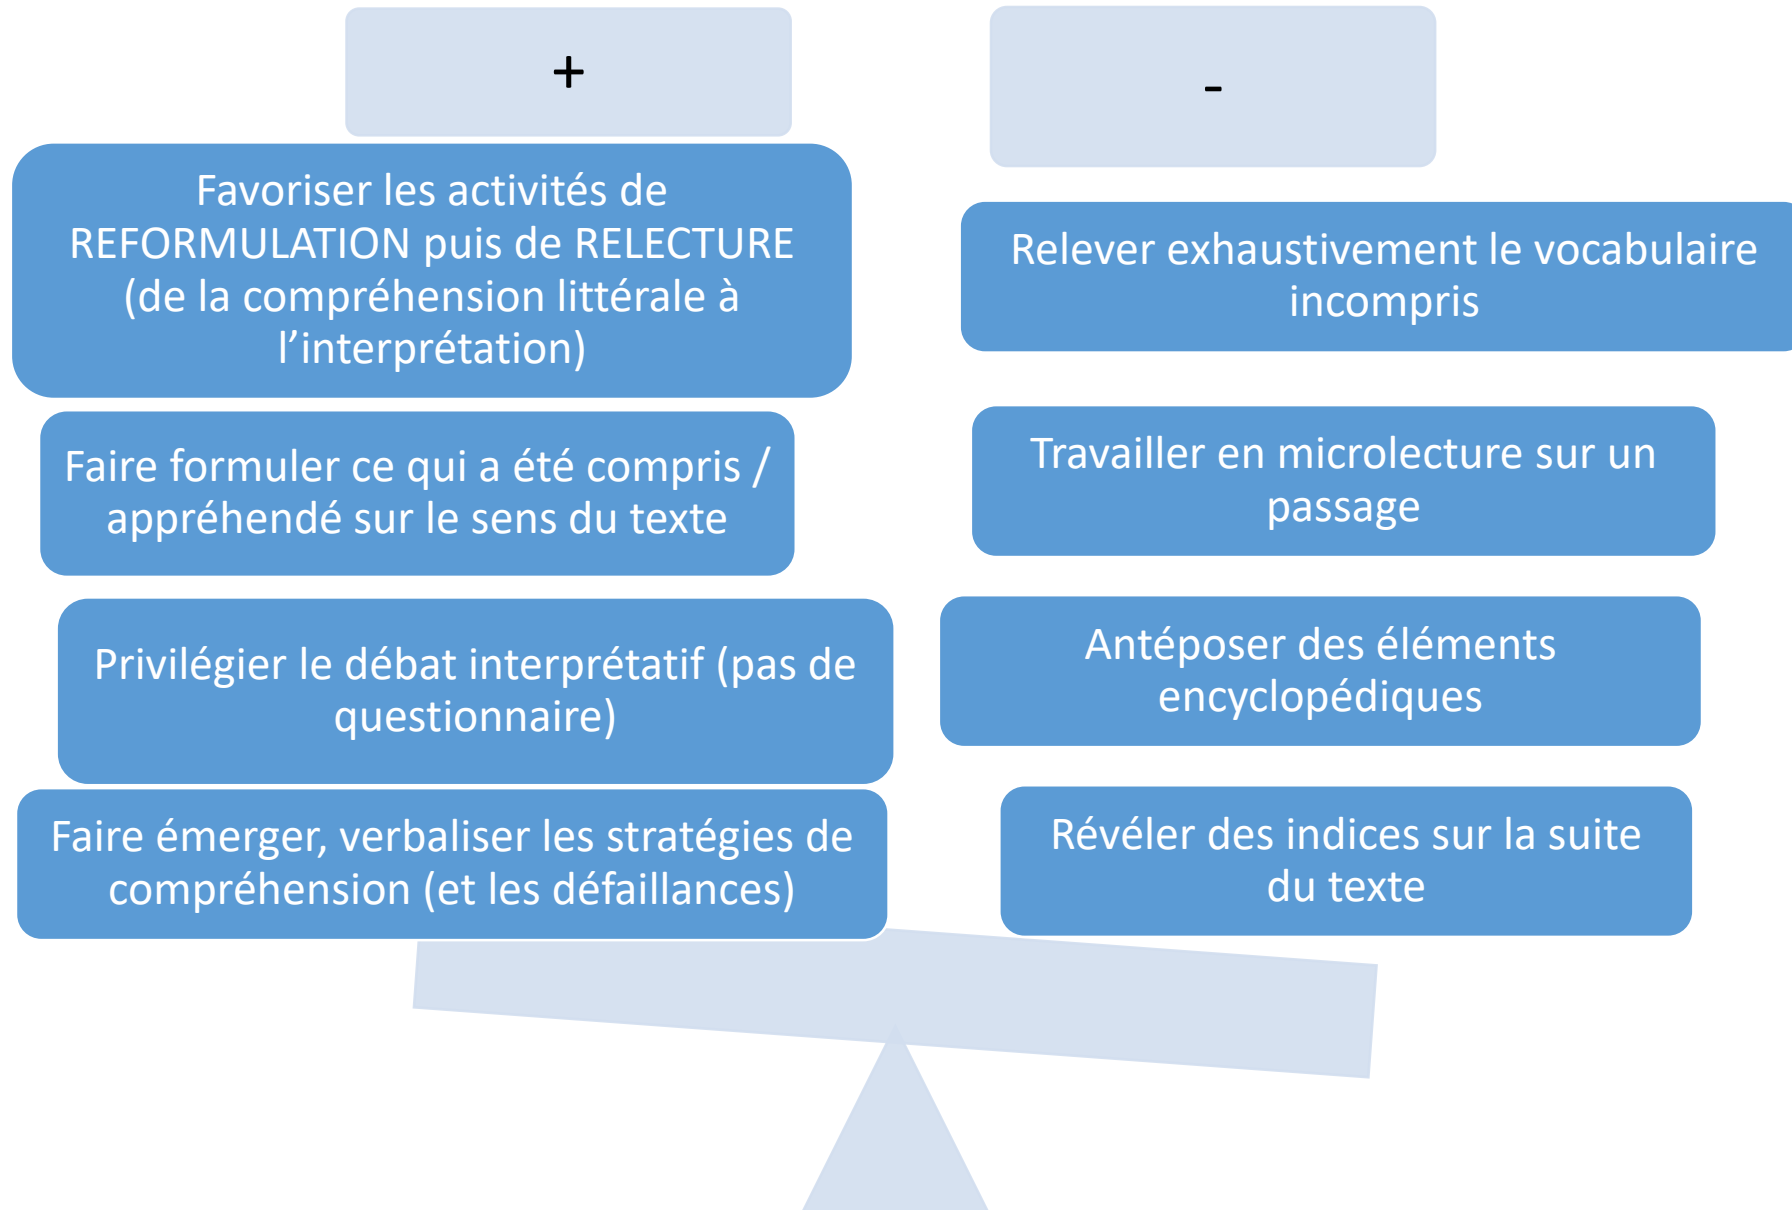 +
Favoriser les activités de
REFORMULATION puis de RELECTURE
(de la compréhension littérale à
l’interprétation)
Faire formuler ce qui a été compris /
appréhendé sur le sens du texte
Privilégier le débat interprétatif (pas de
questionnaire)
Faire émerger, verbaliser les stratégies de
compréhension (et les défaillances)
-
Relever exhaustivement le vocabulaire
incompris
Travailler en microlecture sur un
passage
Antéposer des éléments
encyclopédiques
Révéler des indices sur la suite
du texte